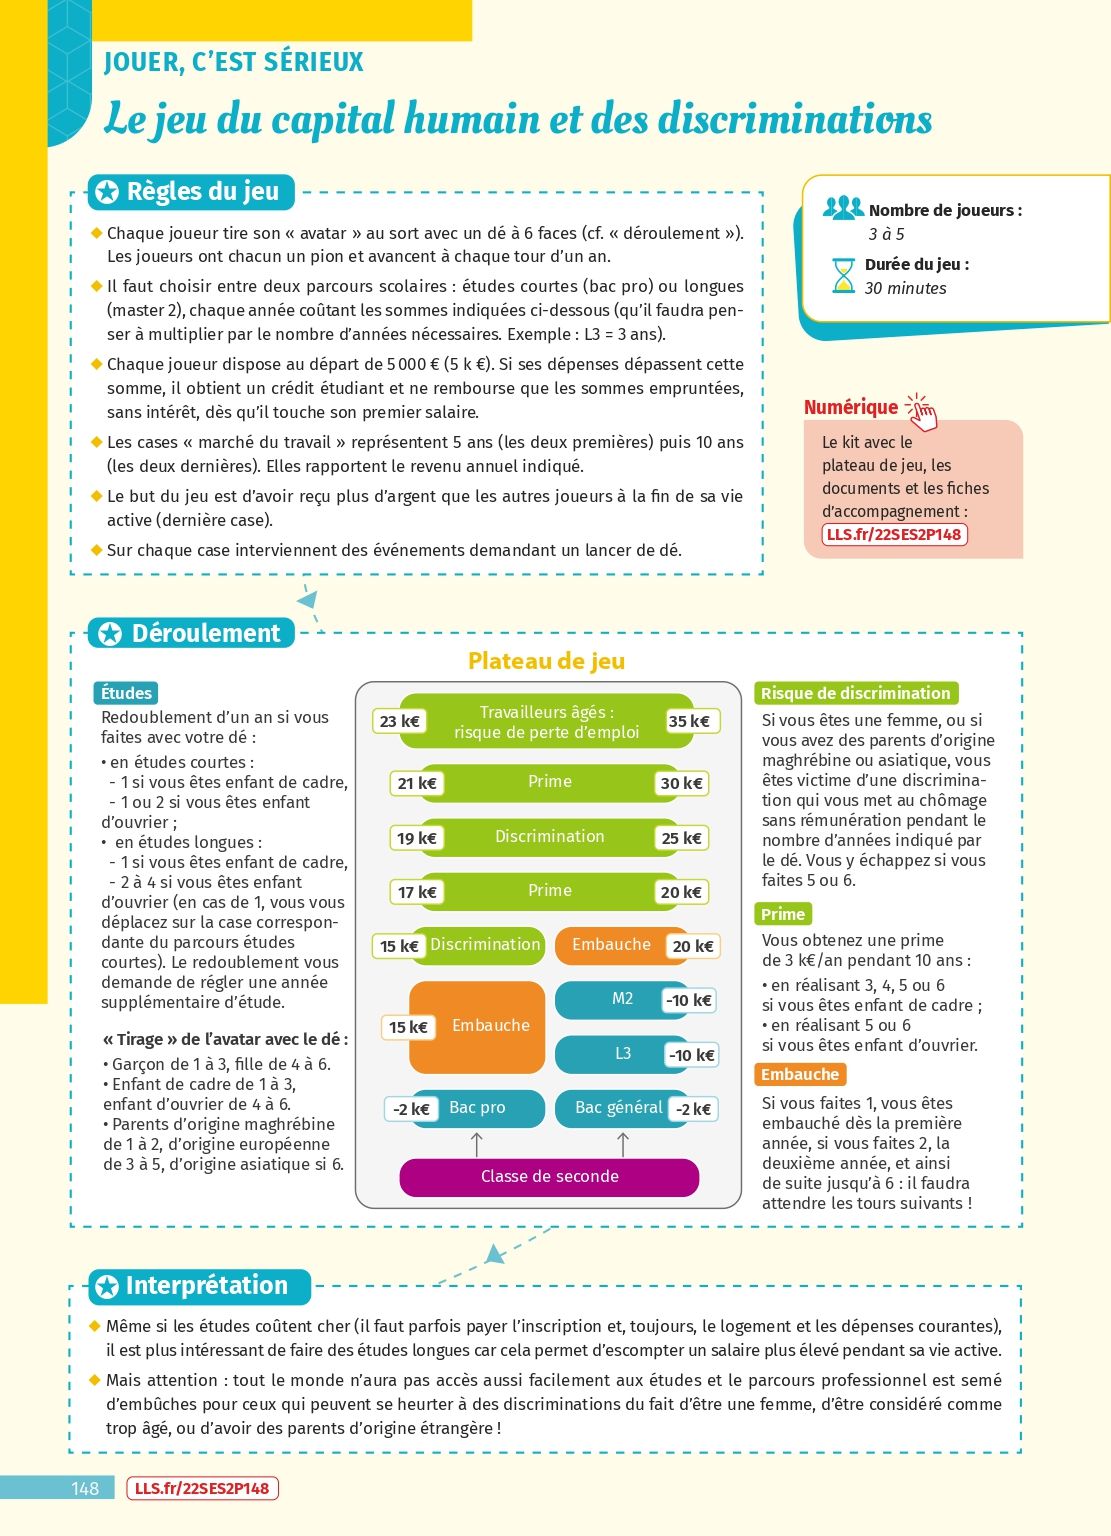 JOUER, C'EST SÉRIEUX
Le jeu du capital humain et des discriminations
Règles du jeu
Chaque joueur tire son « avatar » au sort avec un dé à 6 faces (cf. « déroulement »).
Les joueurs ont chacun un pion et avancent à chaque tour d'un an.
Il faut choisir entre deux parcours scolaires : études courtes (bac pro) ou longues
(master 2), chaque année coûtant les sommes indiquées ci-dessous (qu'il faudra pen-
ser à multiplier par le nombre d'années nécessaires. Exemple : L3 = 3 ans).
Chaque joueur dispose au départ de 5 000 € (5 k €). Si ses dépenses dépassent cette
somme, il obtient un crédit étudiant et ne rembourse que les sommes empruntées,
sans intérêt, dès qu'il touche son premier salaire.
Les cases « marché du travail » représentent 5 ans (les deux premières) puis 10 ans
(les deux dernières). Elles rapportent le revenu annuel indiqué.
Le but du jeu est d'avoir reçu plus d'argent que les autres joueurs à la fin de sa vie
active (dernière case).
Sur chaque case interviennent des événements demandant un lancer de dé.
Nombre de joueurs :
3 à 5
Durée du jeu :
30 minutes
Numérique
Le kit avec le
plateau de jeu, les
documents et les fiches
d'accompagnement :
LLS.fr/22SES2P148
Déroulement
Études
Redoublement d'un an si vous
faites avec votre dé :
• en études courtes :
- 1 si vous êtes enfant de cadre,
- 1 ou 2 si vous êtes enfant
d'ouvrier ;
• en études longues :
- 1 si vous êtes enfant de cadre,
- 2 à 4 si vous êtes enfant
d'ouvrier (en cas de 1, vous vous
déplacez sur la case correspon-
dante du parcours études
courtes). Le redoublement vous
demande de régler une année
supplémentaire d'étude.
« Tirage » de l'avatar avec le dé :
• Garçon de 1 à 3, fille de 4 à 6.
• Enfant de cadre de 1 à 3,
enfant d'ouvrier de 4 à 6.
• Parents d'origine maghrébine
de 1 à 2, d'origine européenne
de 3 à 5, d'origine asiatique si 6.
Plateau de jeu
23 k€ Travailleurs âgés : 35 k€
risque de perte d'emploi
21 k€ Prime 30 k€
19 k€ Discrimination 25 k€
17 k€ Prime 20 k€
15 k€ Discrimination Embauche 20 k€
M2 -10 k€
15 k€ Embauche
L3 -10 k€
-2 k€ Bac pro Bac général -2 k€
Classe de seconde
Risque de discrimination
Si vous êtes une femme, ou si
vous avez des parents d'origine
maghrébine ou asiatique, vous
êtes victime d'une discrimina-
tion qui vous met au chômage
sans rémunération pendant le
nombre d'années indiqué par
le dé. Vous y échappez si vous
faites 5 ou 6.
Prime
Vous obtenez une prime
de 3 k€/an pendant 10 ans :
• en réalisant 3, 4, 5 ou 6
si vous êtes enfant de cadre ;
• en réalisant 5 ou 6
si vous êtes enfant d'ouvrier.
Embauche
Si vous faites 1, vous êtes
embauché dès la première
année, si vous faites 2, la
deuxième année, et ainsi
de suite jusqu'à 6 : il faudra
attendre les tours suivants !
Interprétation
Même si les études coûtent cher (il faut parfois payer l'inscription et, toujours, le logement et les dépenses courantes),
il est plus intéressant de faire des études longues car cela permet d'escompter un salaire plus élevé pendant sa vie active.
Mais attention : tout le monde n'aura pas accès aussi facilement aux études et le parcours professionnel est semé
d'embûches pour ceux qui peuvent se heurter à des discriminations du fait d'être une femme, d'être considéré comme
trop âgé, ou d'avoir des parents d'origine étrangère !
148
LLS.fr/22SES2P148